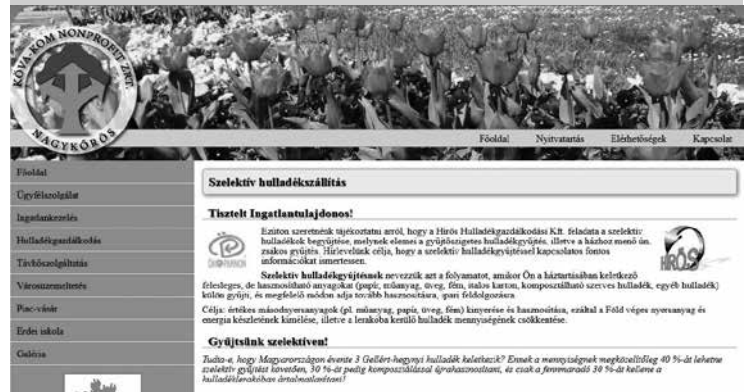 KŐVA-KOM NONPROFIT ZRT.
NAGYKŐRÖS
Főoldal Nyitvatartás Elérhetőségek Kapcsolat
Főoldal
Ügyfélszolgálat
Ingatlankezelés
Hulladékgazdálkodás
Távhőszolgáltatás
Városüzemeltetés
Piac-vásár
Erdei iskola
Galéria
Szelektív hulladékszállítás
Tisztelt Ingatlantulajdonos!
Ezúton szeretnénk tájékoztatni arról, hogy a Hírös Hulladékgazdálkodási Kft. feladata a szelektív
hulladékok begyűjtése, melynek elemei a gyűjtőszigetes hulladékgyűjtés, illetve a házhoz menő ún.
zsákos gyűjtés. Hírlevelünk célja, hogy a szelektív hulladékgyűjtéssel kapcsolatos fontos
információkat ismertessen.
HÍRÖS
Szelektív hulladékgyűjtésnek nevezzük azt a folyamatot, amikor Ön a háztartásában keletkező
felesleges, de hasznosítható anyagokat (papír, műanyag, üveg, fém, italos karton, komposztálható szerves hulladék, egyéb hulladék)
külön gyűjti, és megfelelő módon adja tovább hasznosításra, ipari feldolgozásra.
Célja: értékes másodnyersanyagok (pl. műanyag, papír, üveg, fém) kinyerése és hasznosítása, ezáltal a Föld véges nyersanyag és
energia készletének kímélése, illetve a lerakóba kerülő hulladék mennyiségének csökkentése.
Gyűjtsünk szelektíven!
Tudta-e, hogy Magyarországon évente 3 Gellért-hegynyi hulladék keletkezik? Ennek a mennyiségnek megközelítőleg 40 %-át lehetne
szelektív gyűjtést követően, 30 %-át pedig komposztálással újrahasznosítani, és csak a fennmaradó 30 %-át kellene a
hulladéklerakóban ártalmatlanítani!